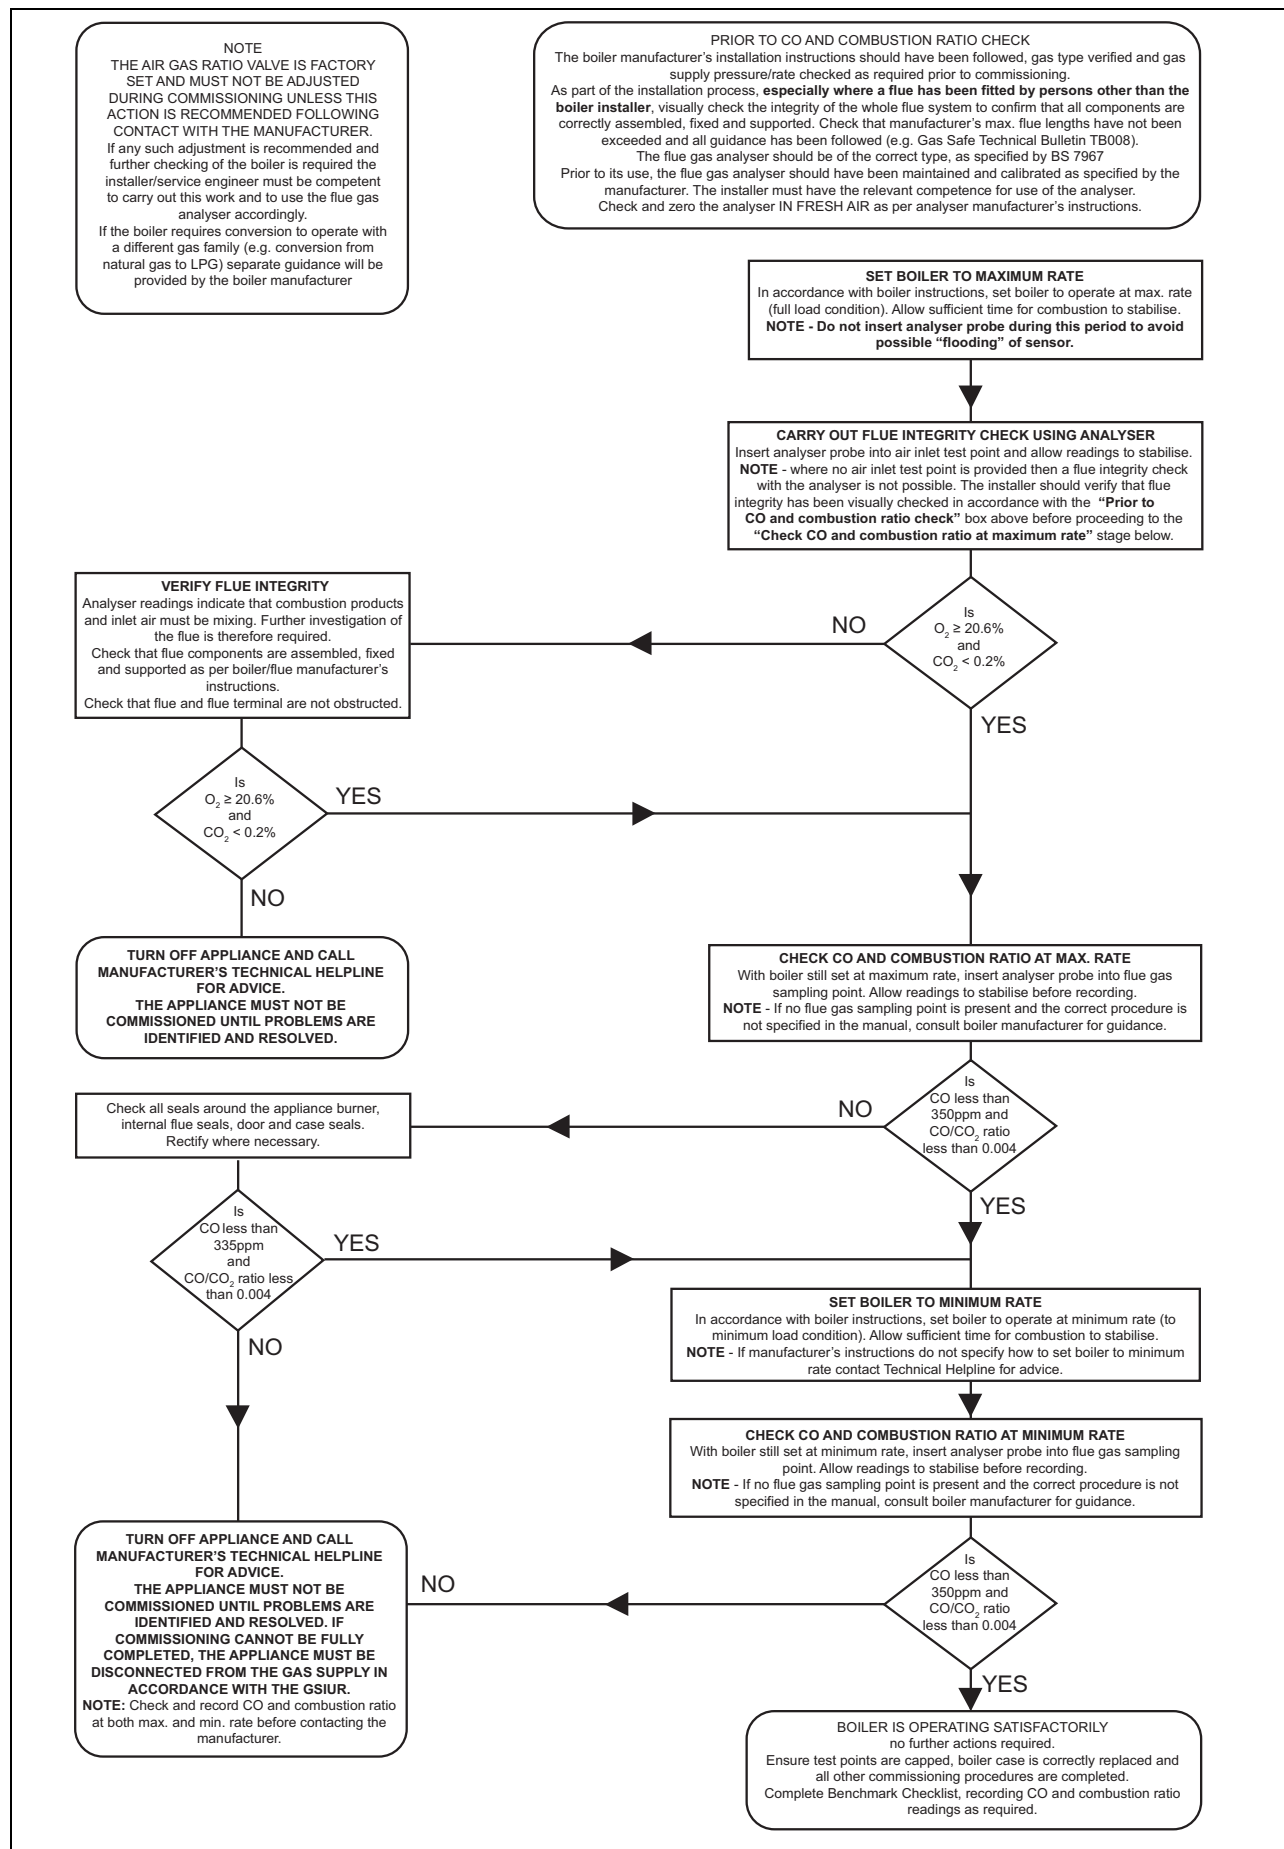 NOTE
THE AIR GAS RATIO VALVE IS FACTORY
SET AND MUST NOT BE ADJUSTED
DURING COMMISSIONING UNLESS THIS
ACTION IS RECOMMENDED FOLLOWING
CONTACT WITH THE MANUFACTURER.
If any such adjustment is recommended and
further checking of the boiler is required the
installer/service engineer must be competent
to carry out this work and to use the flue gas
analyser accordingly.
If the boiler requires conversion to operate with
a different gas family (e.g. conversion from
natural gas to LPG) separate guidance will be
provided by the boiler manufacturer
PRIOR TO CO AND COMBUSTION RATIO CHECK
The boiler manufacturer's installation instructions should have been followed, gas type verified and gas
supply pressure/rate checked as required prior to commissioning.
As part of the installation process, especially where a flue has been fitted by persons other than the
boiler installer, visually check the integrity of the whole flue system to confirm that all components are
correctly assembled, fixed and supported. Check that manufacturer's max. flue lengths have not been
exceeded and all guidance has been followed (e.g. Gas Safe Technical Bulletin TB008).
The flue gas analyser should be of the correct type, as specified by BS 7967
Prior to its use, the flue gas analyser should have been maintained and calibrated as specified by the
manufacturer. The installer must have the relevant competence for use of the analyser.
Check and zero the analyser IN FRESH AIR as per analyser manufacturer's instructions.
SET BOILER TO MAXIMUM RATE
In accordance with boiler instructions, set boiler to operate at max. rate
(full load condition). Allow sufficient time for combustion to stabilise.
NOTE - Do not insert analyser probe during this period to avoid
possible “flooding” of sensor.
CARRY OUT FLUE INTEGRITY CHECK USING ANALYSER
Insert analyser probe into air inlet test point and allow readings to stabilise.
NOTE - where no air inlet test point is provided then a flue integrity check
with the analyser is not possible. The installer should verify that flue
integrity has been visually checked in accordance with the “Prior to
CO and combustion ratio check” box above before proceeding to the
“Check CO and combustion ratio at maximum rate” stage below.
Is
O₂ ≥ 20.6%
and
CO₂ < 0.2%
NO
YES
VERIFY FLUE INTEGRITY
Analyser readings indicate that combustion products
and inlet air must be mixing. Further investigation of
the flue is therefore required.
Check that flue components are assembled, fixed
and supported as per boiler/flue manufacturer's
instructions.
Check that flue and flue terminal are not obstructed.
Is
O₂ ≥ 20.6%
and
CO₂ < 0.2%
YES
NO
TURN OFF APPLIANCE AND CALL
MANUFACTURER'S TECHNICAL HELPLINE
FOR ADVICE.
THE APPLIANCE MUST NOT BE
COMMISSIONED UNTIL PROBLEMS ARE
IDENTIFIED AND RESOLVED.
CHECK CO AND COMBUSTION RATIO AT MAX. RATE
With boiler still set at maximum rate, insert analyser probe into flue gas
sampling point. Allow readings to stabilise before recording.
NOTE - If no flue gas sampling point is present and the correct procedure is
not specified in the manual, consult boiler manufacturer for guidance.
Is
CO less than
350ppm and
CO/CO₂ ratio
less than 0.004
NO
YES
Check all seals around the appliance burner,
internal flue seals, door and case seals.
Rectify where necessary.
Is
CO less than
335ppm
and
CO/CO₂ ratio less
than 0.004
YES
NO
SET BOILER TO MINIMUM RATE
In accordance with boiler instructions, set boiler to operate at minimum rate (to
minimum load condition). Allow sufficient time for combustion to stabilise.
NOTE - If manufacturer's instructions do not specify how to set boiler to minimum
rate contact Technical Helpline for advice.
CHECK CO AND COMBUSTION RATIO AT MINIMUM RATE
With boiler still set at minimum rate, insert analyser probe into flue gas sampling
point. Allow readings to stabilise before recording.
NOTE - If no flue gas sampling point is present and the correct procedure is not
specified in the manual, consult boiler manufacturer for guidance.
Is
CO less than
350ppm and
CO/CO₂ ratio
less than 0.004
NO
YES
TURN OFF APPLIANCE AND CALL
MANUFACTURER'S TECHNICAL HELPLINE
FOR ADVICE.
THE APPLIANCE MUST NOT BE
COMMISSIONED UNTIL PROBLEMS ARE
IDENTIFIED AND RESOLVED. IF
COMMISSIONING CANNOT BE FULLY
COMPLETED, THE APPLIANCE MUST BE
DISCONNECTED FROM THE GAS SUPPLY IN
ACCORDANCE WITH THE GSIUR.
NOTE: Check and record CO and combustion ratio
at both max. and min. rate before contacting the
manufacturer.
BOILER IS OPERATING SATISFACTORILY
no further actions required.
Ensure test points are capped, boiler case is correctly replaced and
all other commissioning procedures are completed.
Complete Benchmark Checklist, recording CO and combustion ratio
readings as required.